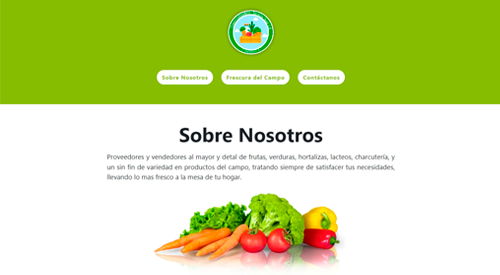 Sobre Nosotros
Frescura del Campo
Contáctanos
Sobre Nosotros
Proveedores y vendedores al mayor y detal de frutas, verduras, hortalizas, lacteos, charcutería, y
un sin fin de variedad en productos del campo, tratando siempre de satisfacer tus necesidades,
llevando lo mas fresco a la mesa de tu hogar.